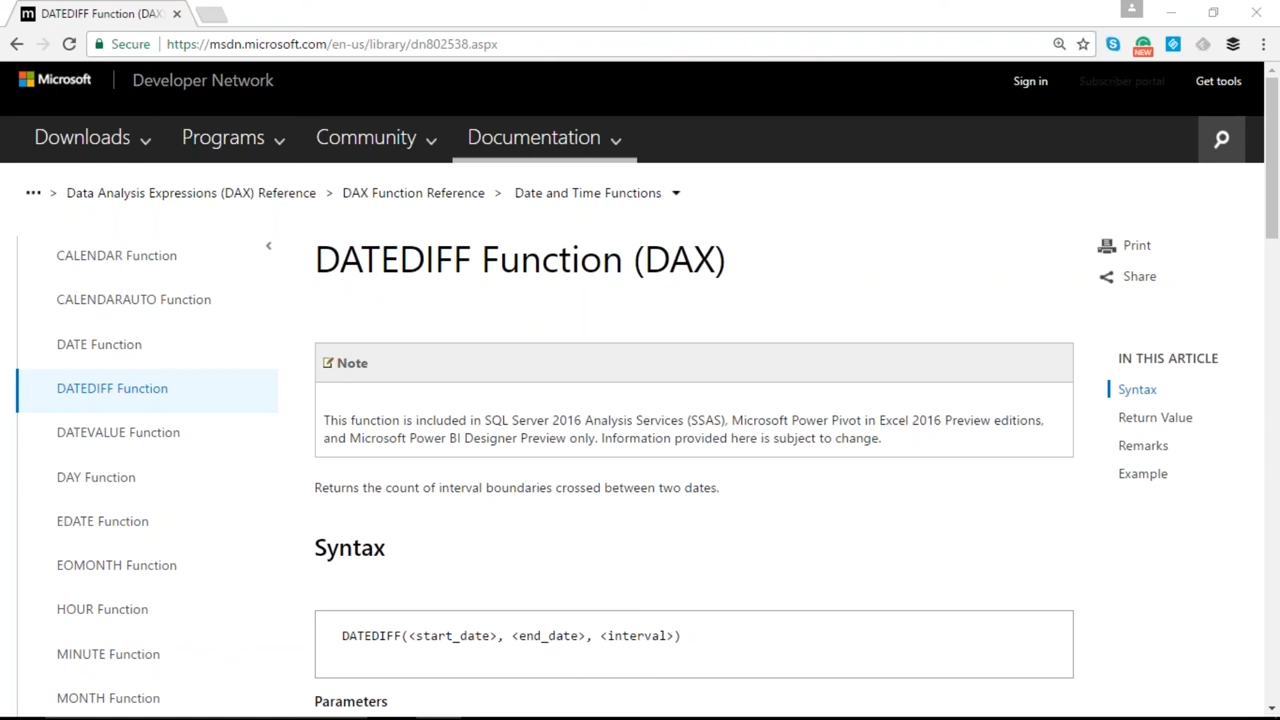 DATEDIFF Function (DAX
Secure https://msdn.microsoft.com/en-us/library/dn802538.aspx
NEW
Microsoft Developer Network
Sign in Subscriber portal Get tools
Downloads Programs Community Documentation
... > Data Analysis Expressions (DAX) Reference > DAX Function Reference > Date and Time Functions
CALENDAR Function
CALENDARAUTO Function
DATE Function
DATEDIFF Function
DATEVALUE Function
DAY Function
EDATE Function
EOMONTH Function
HOUR Function
MINUTE Function
MONTH Function
DATEDIFF Function (DAX)
Note
This function is included in SQL Server 2016 Analysis Services (SSAS), Microsoft Power Pivot in Excel 2016 Preview editions,
and Microsoft Power BI Designer Preview only. Information provided here is subject to change.
Returns the count of interval boundaries crossed between two dates.
Syntax
DATEDIFF(<start_date>, <end_date>, <interval>)
Parameters
Print
Share
IN THIS ARTICLE
Syntax
Return Value
Remarks
Example